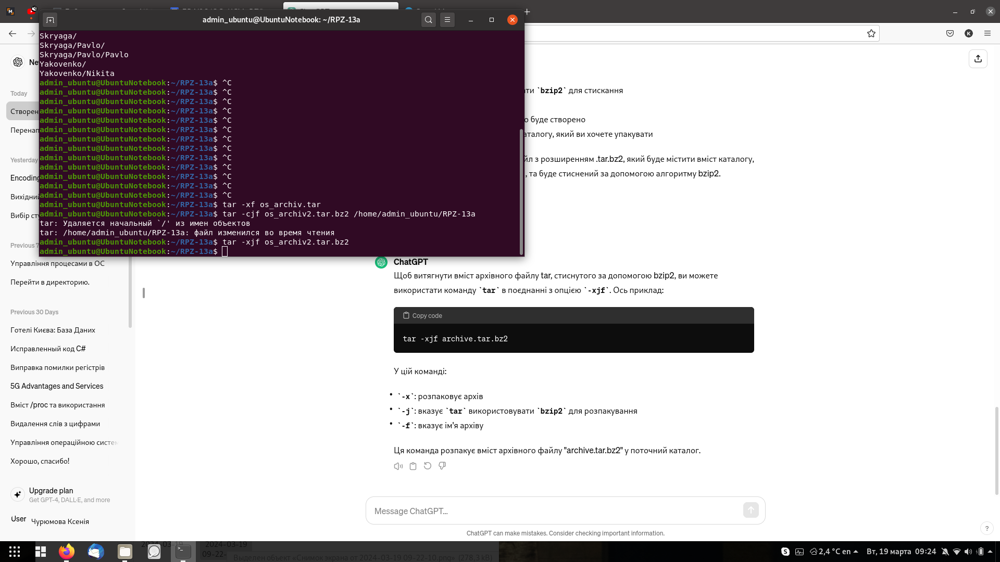 admin_ubuntu@UbuntuNotebook: ~/RPZ-13a
Skryaga/
Skryaga/Pavlo/
Skryaga/Pavlo/Pavlo
Yakovenko/
Yakovenko/Nikita
admin_ubuntu@UbuntuNotebook:~/RPZ-13a$ ^C
admin_ubuntu@UbuntuNotebook:~/RPZ-13a$ ^C
admin_ubuntu@UbuntuNotebook:~/RPZ-13a$ ^C
admin_ubuntu@UbuntuNotebook:~/RPZ-13a$ ^C
admin_ubuntu@UbuntuNotebook:~/RPZ-13a$ ^C
admin_ubuntu@UbuntuNotebook:~/RPZ-13a$ ^C
admin_ubuntu@UbuntuNotebook:~/RPZ-13a$ ^C
admin_ubuntu@UbuntuNotebook:~/RPZ-13a$ ^C
admin_ubuntu@UbuntuNotebook:~/RPZ-13a$ ^C
admin_ubuntu@UbuntuNotebook:~/RPZ-13a$ ^C
admin_ubuntu@UbuntuNotebook:~/RPZ-13a$ ^C
admin_ubuntu@UbuntuNotebook:~/RPZ-13a$ ^C
admin_ubuntu@UbuntuNotebook:~/RPZ-13a$ ^C
admin_ubuntu@UbuntuNotebook:~/RPZ-13a$ tar -xf os_archiv.tar
admin_ubuntu@UbuntuNotebook:~/RPZ-13a$ tar -cjf os_archiv2.tar.bz2 /home/admin_ubuntu/RPZ-13a
tar: Удаляется начальный `/' из имен объектов
tar: /home/admin_ubuntu/RPZ-13a: файл изменился во время чтения
admin_ubuntu@UbuntuNotebook:~/RPZ-13a$ tar -xjf os_archiv2.tar.bz2
admin_ubuntu@UbuntuNotebook:~/RPZ-13a$
K
Ne
Today
Створен
Перенап
Yesterday
Encoding
Вихідний
Вибір ст
Previous 7
Управління процесами в ОС
Перейти в директорию.
Previous 30 Days
Готелі Києва: База Даних
Исправленный код C#
Виправка помилки регістрів
5G Advantages and Services
Вміст /proc та використання
Видалення слів з цифрами
Управління операційною систем
Хорошо, спасибо!
Upgrade plan
Get GPT-4, DALL·E, and more
User Чурюмова Ксенія
ти `bzip2` для стискання
о буде створено
аталогу, який ви хочете упакувати
йл з розширенням .tar.bz2, який буде містити вміст каталогу,
, та буде стиснений за допомогою алгоритму bzip2.
ChatGPT
Щоб витягнути вміст архівного файлу tar, стиснутого за допомогою bzip2, ви можете
використати команду `tar` в поєднанні з опцією `-xjf`. Ось приклад:
Copy code
tar -xjf archive.tar.bz2
У цій команді:
• `-x`: розпаковує архів
• `-j`: вказує `tar` використовувати `bzip2` для розпакування
• `-f`: вказує ім'я архіву
Ця команда розпакує вміст архівного файлу "archive.tar.bz2" у поточний каталог.
Message ChatGPT...
ChatGPT can make mistakes. Consider checking important information.
?
2024-03-19 2024-03-19
09-22-
Выделен объект «Снимок экрана от 2024-03-19 09-22-10.png» (278,3 kB)
2,4 °C en Вт, 19 марта 09:24